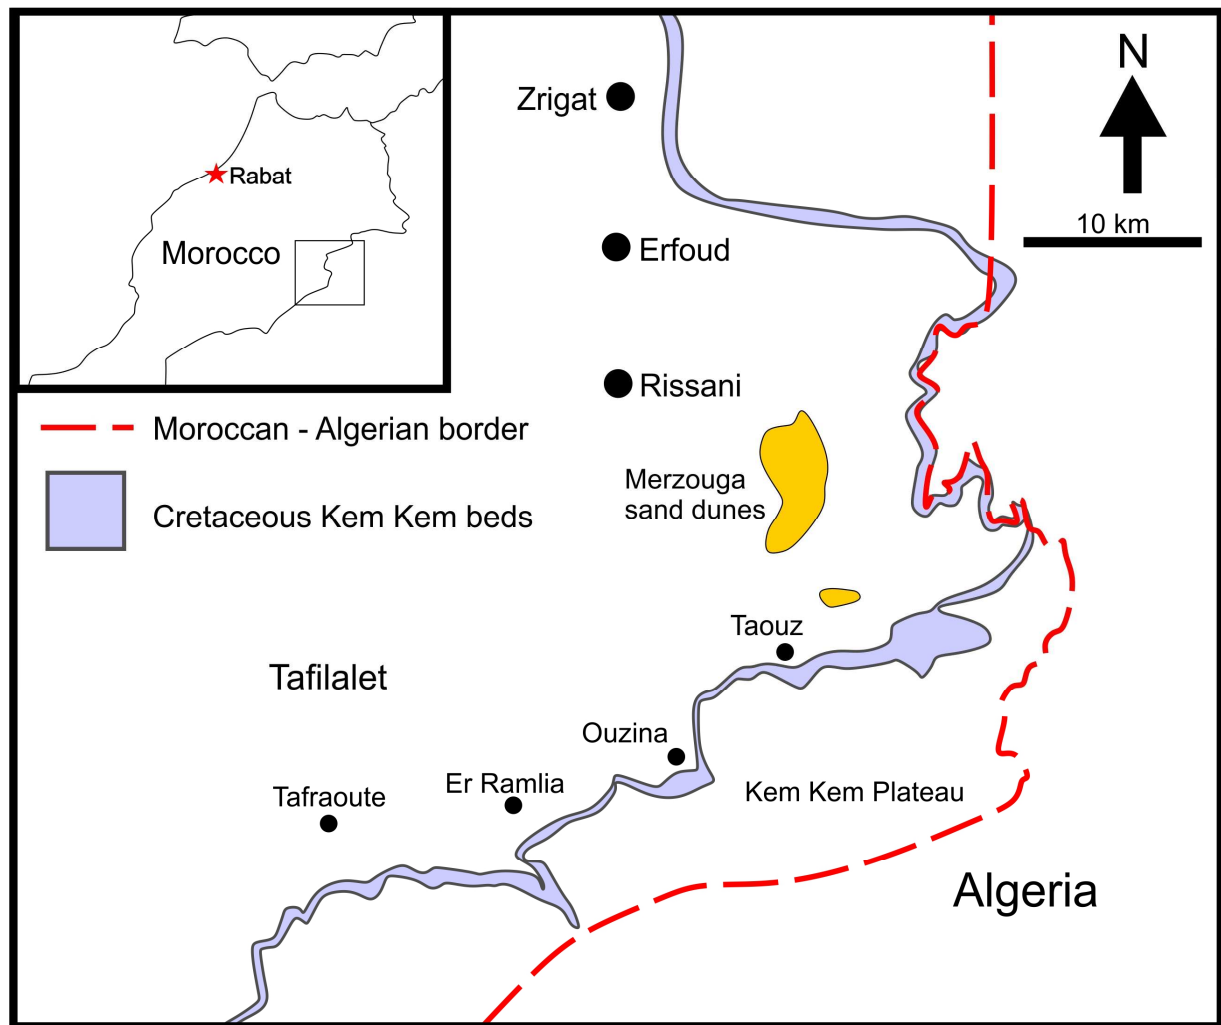 N
Zrigat
Rabat
10 km
Morocco
Erfoud
Rissani
Moroccan - Algerian border
Merzouga
sand dunes
Cretaceous Kem Kem beds
Taouz
Tafilalet
Ouzina
Er Ramlia
Kem Kem Plateau
Tafraoute
Algeria